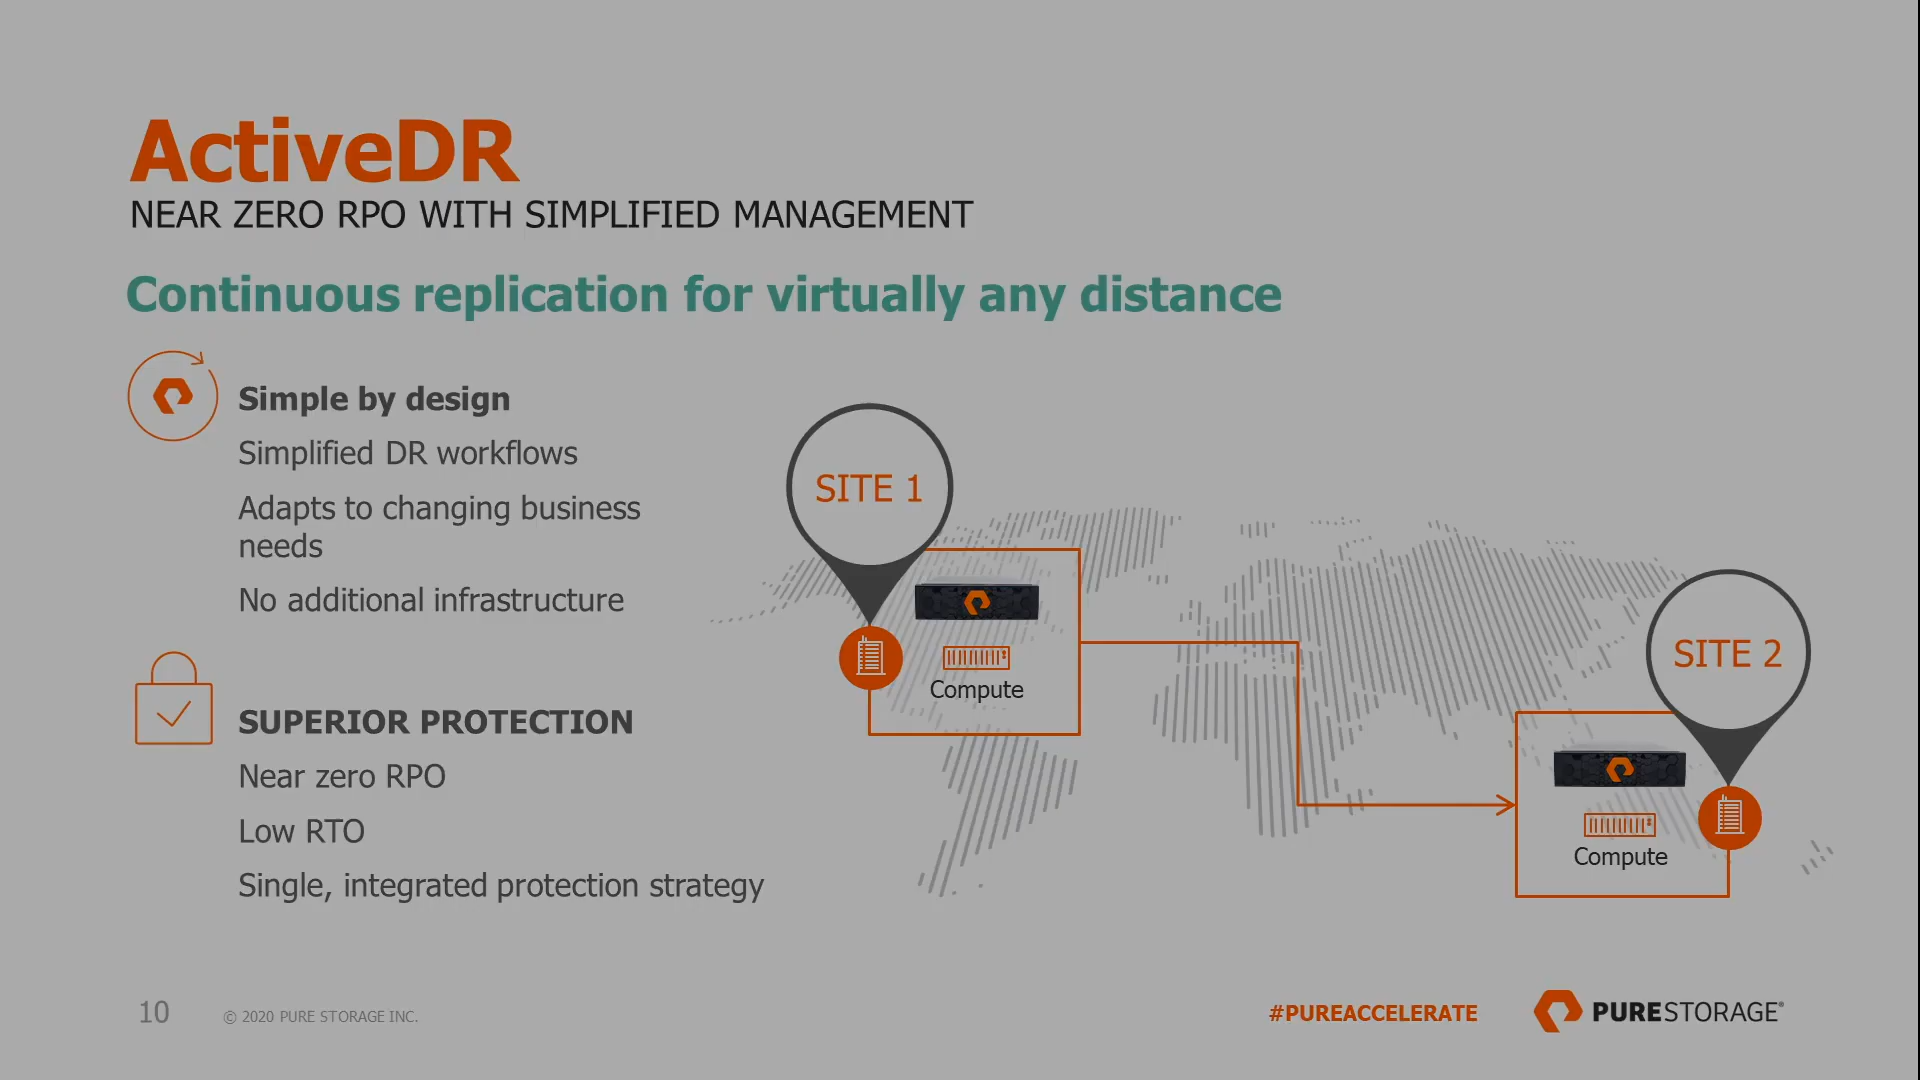 ActiveDR
NEAR ZERO RPO WITH SIMPLIFIED MANAGEMENT
Continuous replication for virtually any distance
Simple by design
Simplified DR workflows
Adapts to changing business
needs
No additional infrastructure
SUPERIOR PROTECTION
Near zero RPO
Low RTO
Single, integrated protection strategy
SITE 1
Compute
SITE 2
Compute
10
© 2020 PURE STORAGE INC.
#PUREACCELERATE
PURESTORAGE®